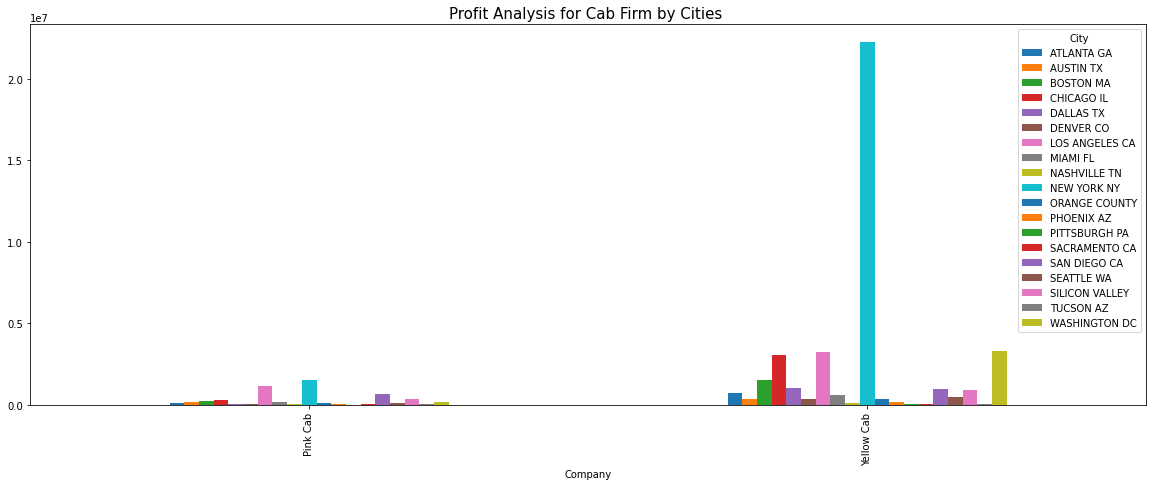 Profit Analysis for Cab Firm by Cities
1e7
2.0
1.5
1.0
0.5
0.0
City
ATLANTA GA
AUSTIN TX
BOSTON MA
CHICAGO IL
DALLAS TX
DENVER CO
LOS ANGELES CA
MIAMI FL
NASHVILLE TN
NEW YORK NY
ORANGE COUNTY
PHOENIX AZ
PITTSBURGH PA
SACRAMENTO CA
SAN DIEGO CA
SEATTLE WA
SILICON VALLEY
TUCSON AZ
WASHINGTON DC
Pink Cab
Yellow Cab
Company